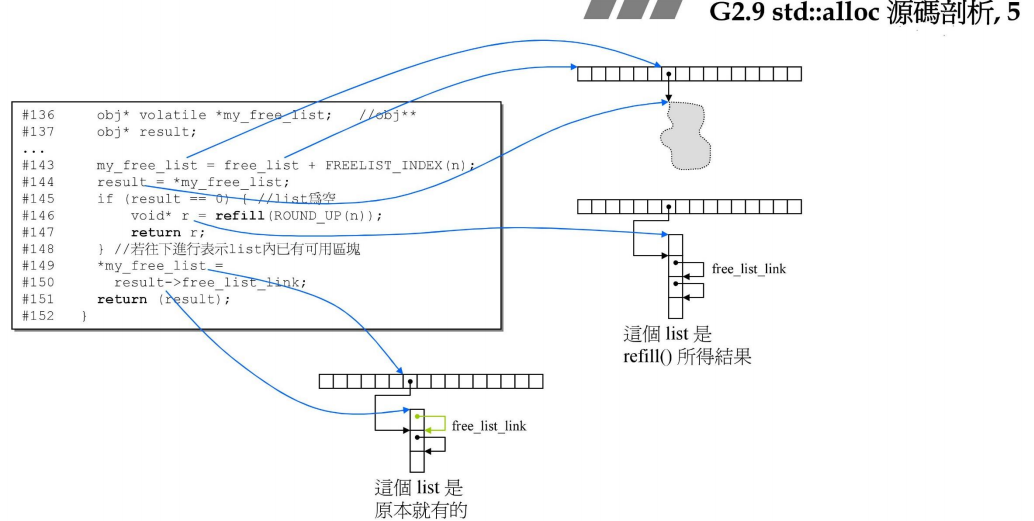 G2.9 std::alloc 源碼剖析, 5
#136 obj* volatile *my_free_list; //obj**
#137 obj* result;
...
#143 my_free_list = free_list + FREELIST_INDEX(n);
#144 result = *my_free_list;
#145 if (result == 0) { //list為空
#146 void* r = refill(ROUND_UP(n));
#147 return r;
#148 } //若往下進行表示list內已有可用區塊
#149 *my_free_list =
#150 result->free_list_link;
#151 return (result);
#152 }
free_list_link
這個 list 是
refill() 所得結果
free_list_link
這個 list 是
原本就有的